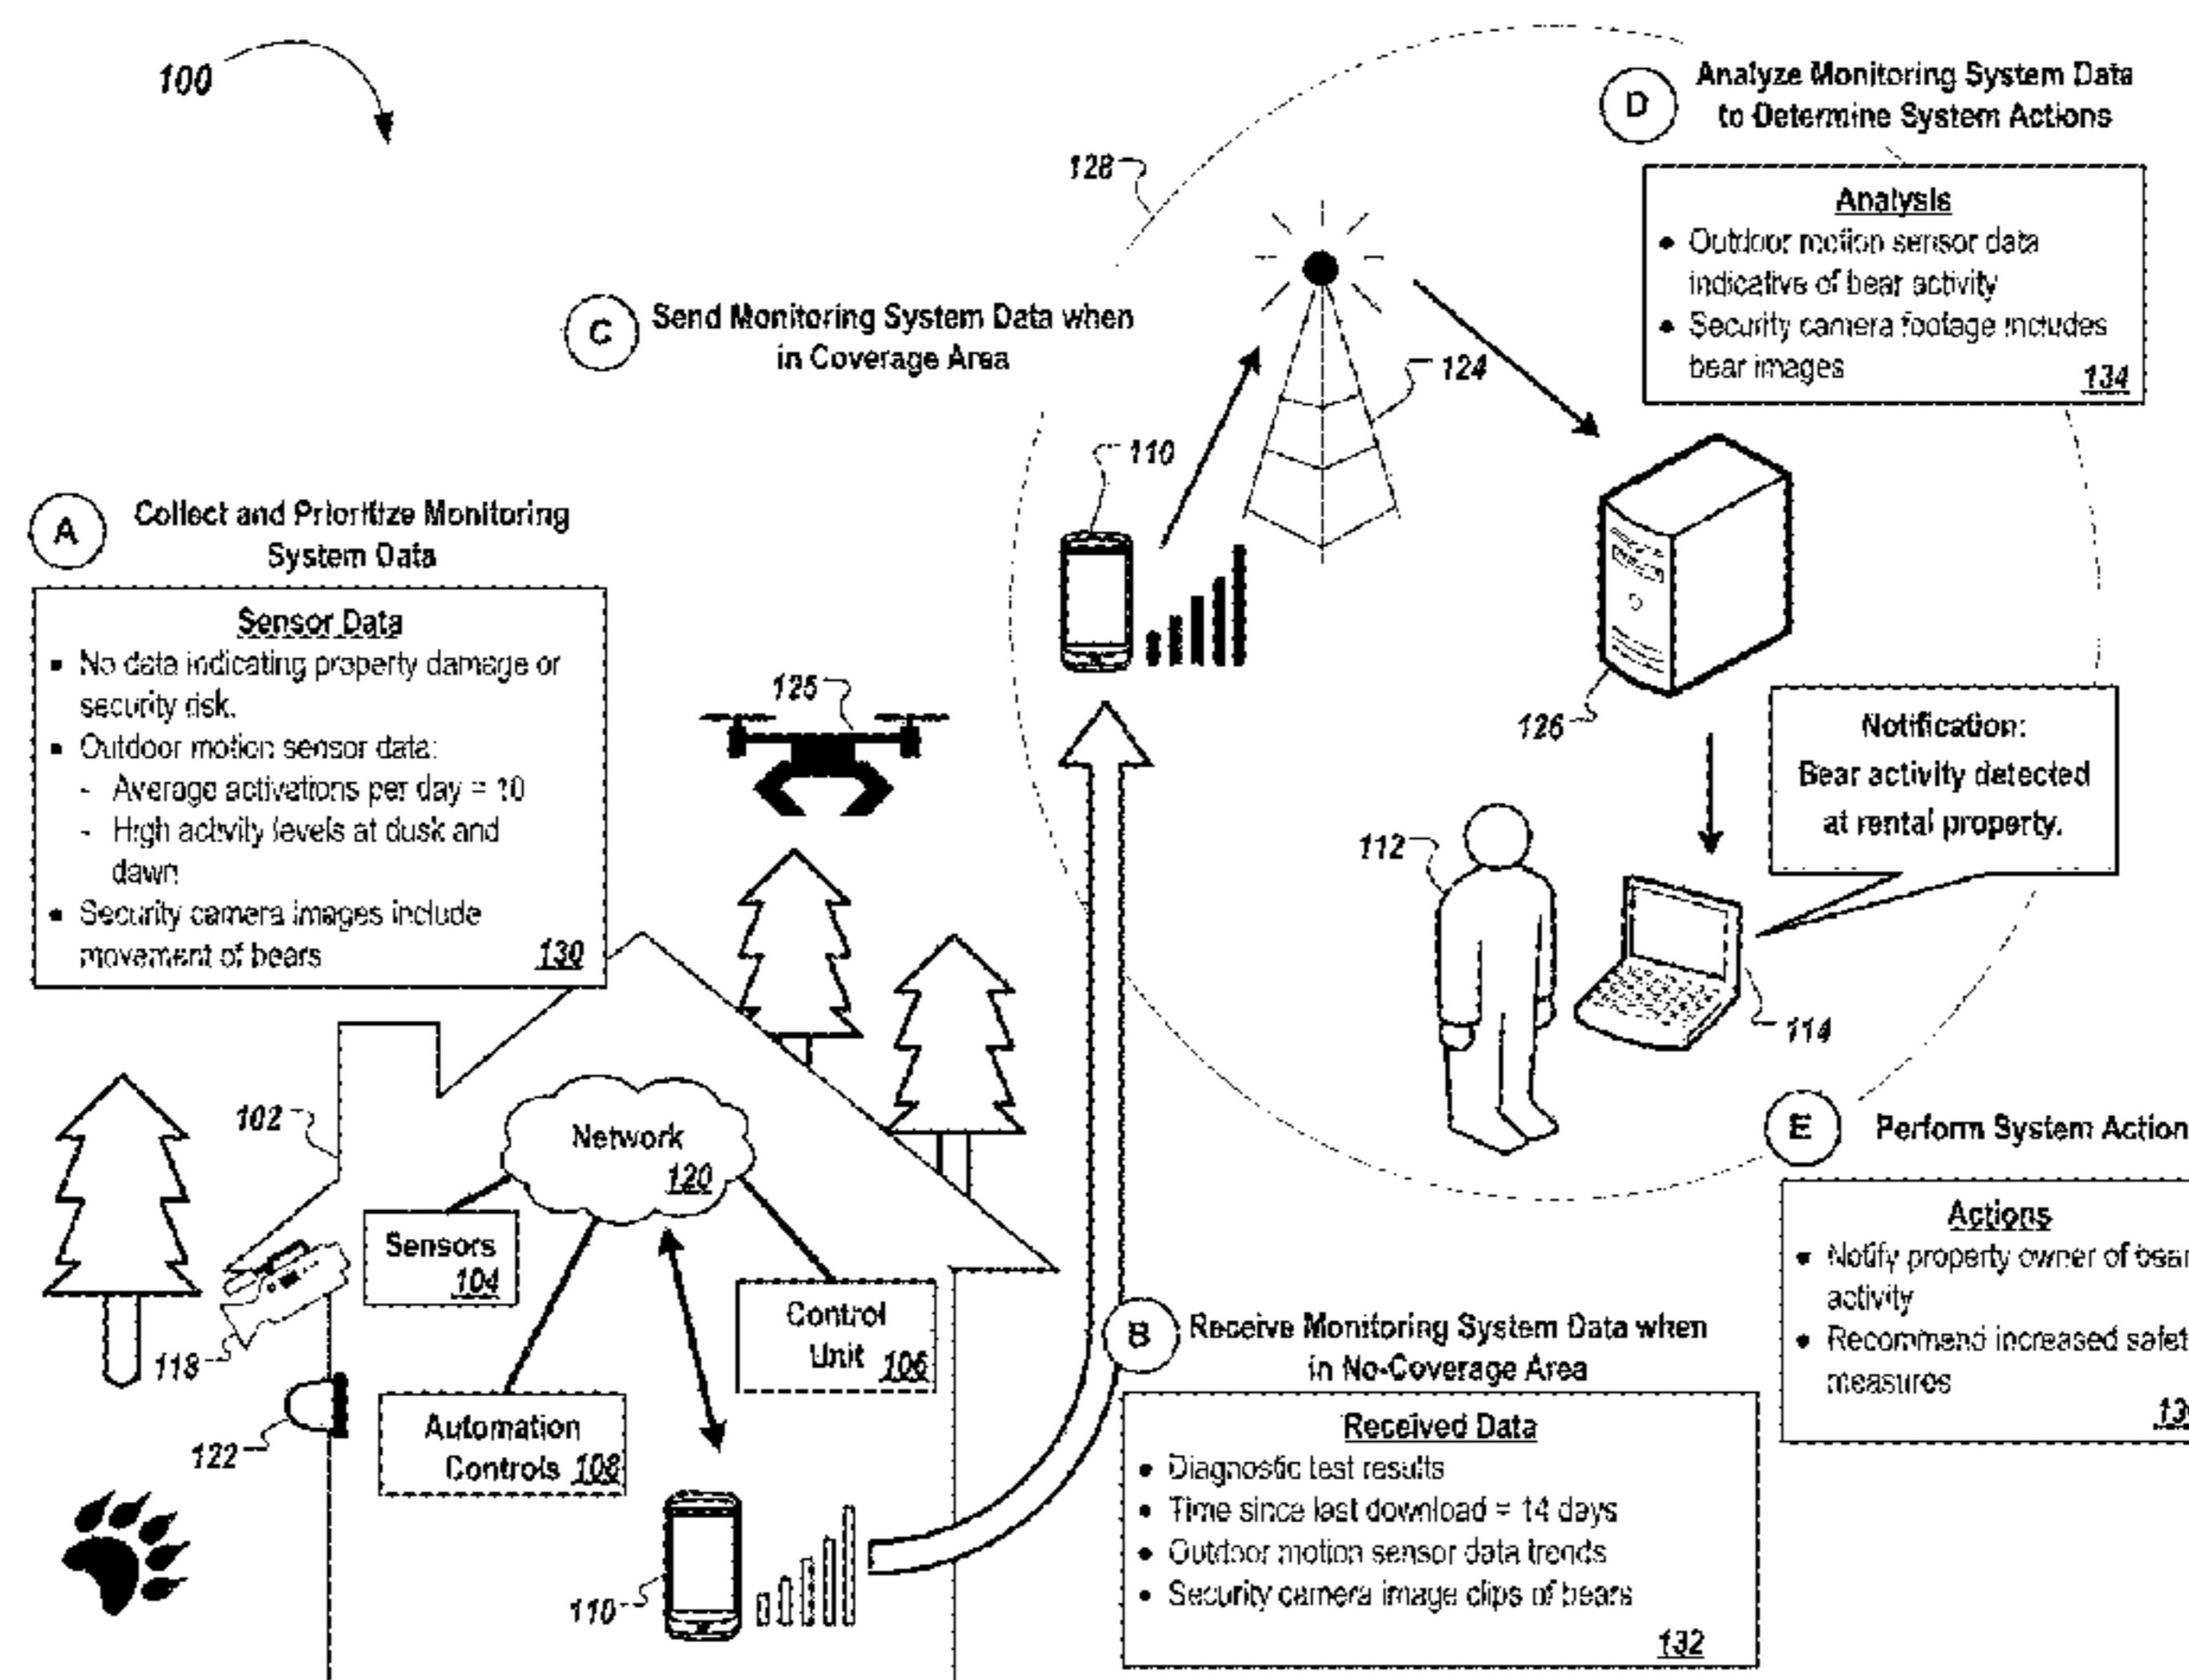 100
128
D
Analyze Monitoring System Data
to Determine System Actions
Analysis
• Outdoor motion sensor data
indicative of bear activity
• Security camera footage includes
bear images
134
C
Send Monitoring System Data when
in Coverage Area
124
110
A
Collect and Prioritize Monitoring
System Data
Sensor Data
• No data indicating property damage or
security risk.
• Outdoor motion sensor data:
- Average activations per day = 10
- High activity levels at dusk and
dawn
• Security camera images include
movement of bears
130
125
126
Notification:
Bear activity detected
at rental property.
112
114
102
Network
120
Sensors
104
Control
Unit 106
118
122
Automation
Controls 108
110
B
Receive Monitoring System Data when
in No-Coverage Area
Received Data
• Diagnostic test results
• Time since last download = 14 days
• Outdoor motion sensor data trends
• Security camera image clips of bears
132
E
Perform System Action
Actions
• Notify property owner of bear
activity
• Recommend increased safet
measures